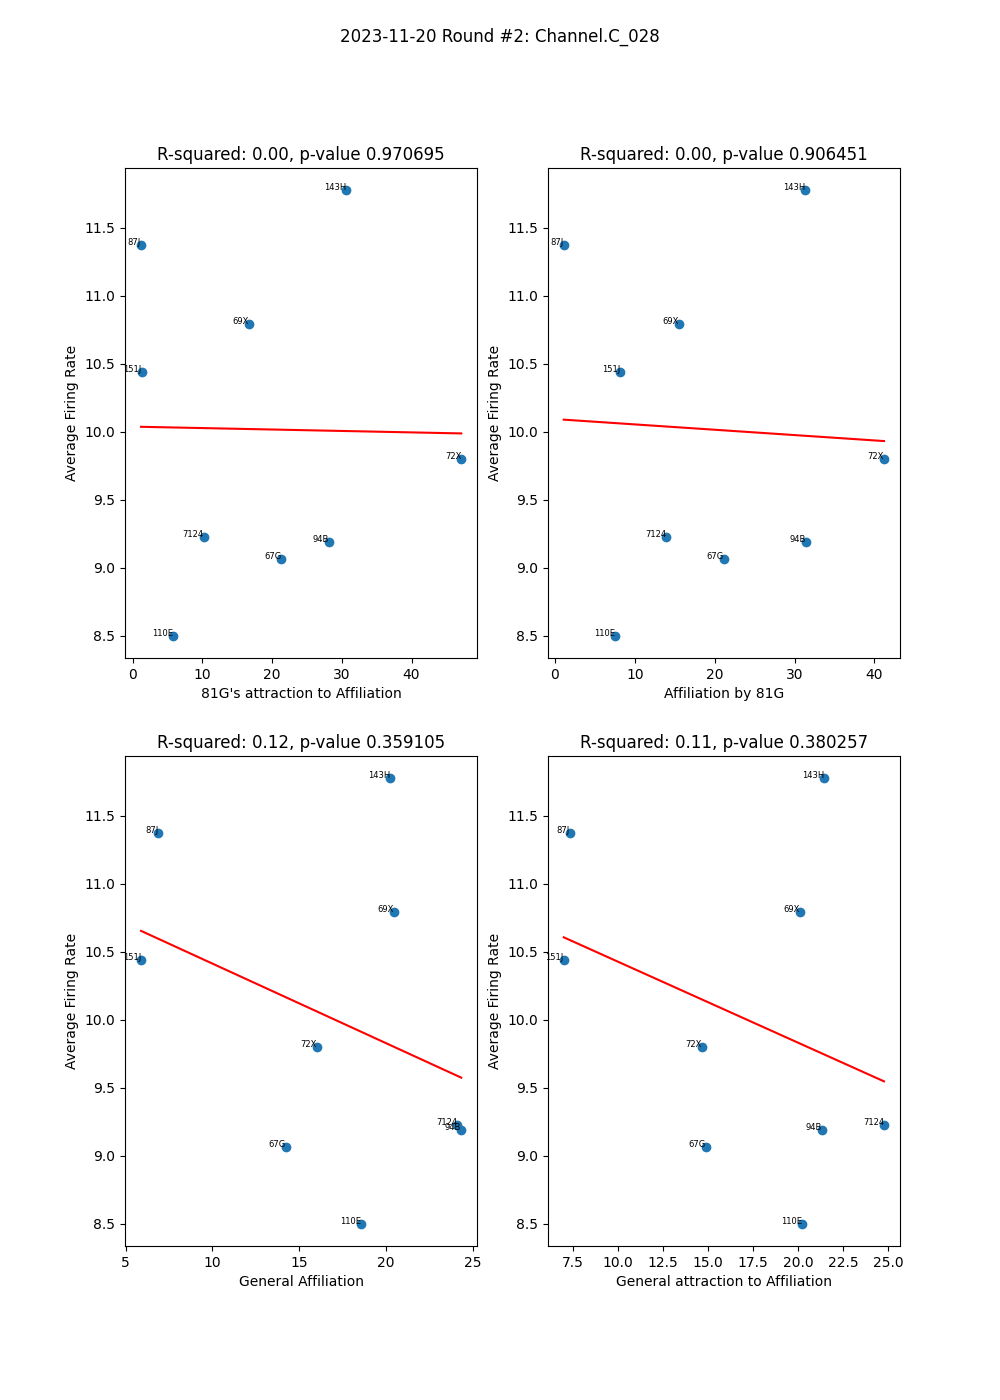 2023-11-20 Round #2: Channel.C_028
R-squared: 0.00, p-value 0.970695
143H
87J
69X
151J
72X
7124
94B
67G
110E
11.5
11.0
10.5
10.0
9.5
9.0
8.5
Average Firing Rate
0 10 20 30 40
81G's attraction to Affiliation
R-squared: 0.00, p-value 0.906451
143H
87J
69X
151J
72X
7124
94B
67G
110E
11.5
11.0
10.5
10.0
9.5
9.0
8.5
Average Firing Rate
0 10 20 30 40
Affiliation by 81G
R-squared: 0.12, p-value 0.359105
143H
87J
69X
151J
72X
7124
94B
67G
110E
11.5
11.0
10.5
10.0
9.5
9.0
8.5
Average Firing Rate
5 10 15 20 25
General Affiliation
R-squared: 0.11, p-value 0.380257
143H
87J
69X
151J
72X
7124
94B
67G
110E
11.5
11.0
10.5
10.0
9.5
9.0
8.5
Average Firing Rate
7.5 10.0 12.5 15.0 17.5 20.0 22.5 25.0
General attraction to Affiliation